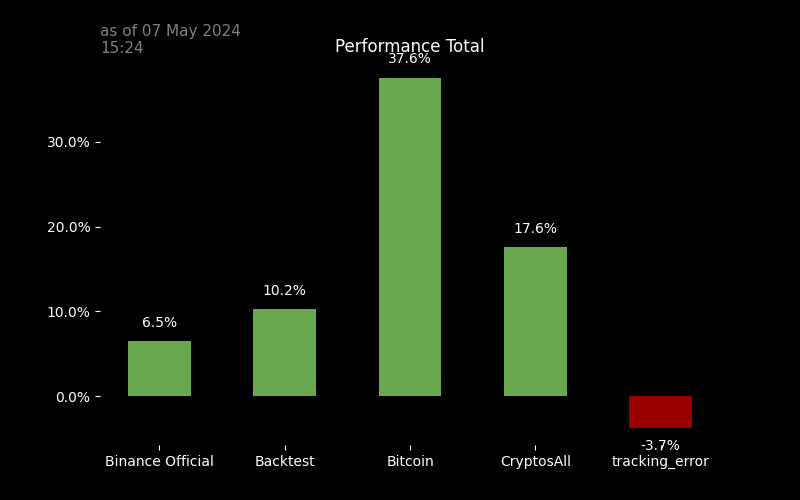 as of 07 May 2024
15:24
Performance Total
37.6%
30.0%
20.0%
17.6%
10.2%
10.0%
6.5%
0.0%
-3.7%
Binance Official
Backtest
Bitcoin
CryptosAll
tracking_error